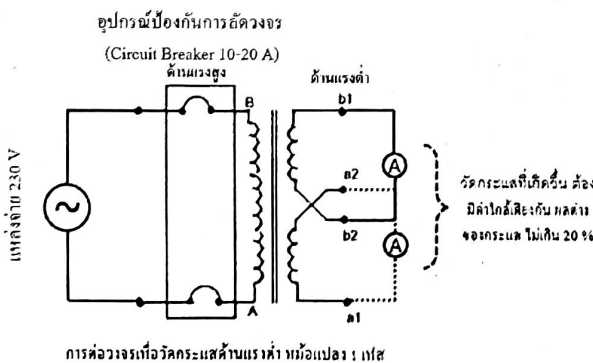 อุปกรณ์ป้องกันการลัดวงจร
(Circuit Breaker 10-20 A)
ด้านแรงสูง
ด้านแรงต่ำ
B
b1
A
a2
b2
A
A
a1
แหล่งจ่าย 230 V
วัดกระแสที่เกิดขึ้น ต้อง
มีค่าใกล้เคียงกัน ผลต่าง
ของกระแส ไม่เกิน 20 %
การต่อวงจรเพื่อวัดกระแสด้านแรงต่ำ หม้อแปลง 1 เฟส